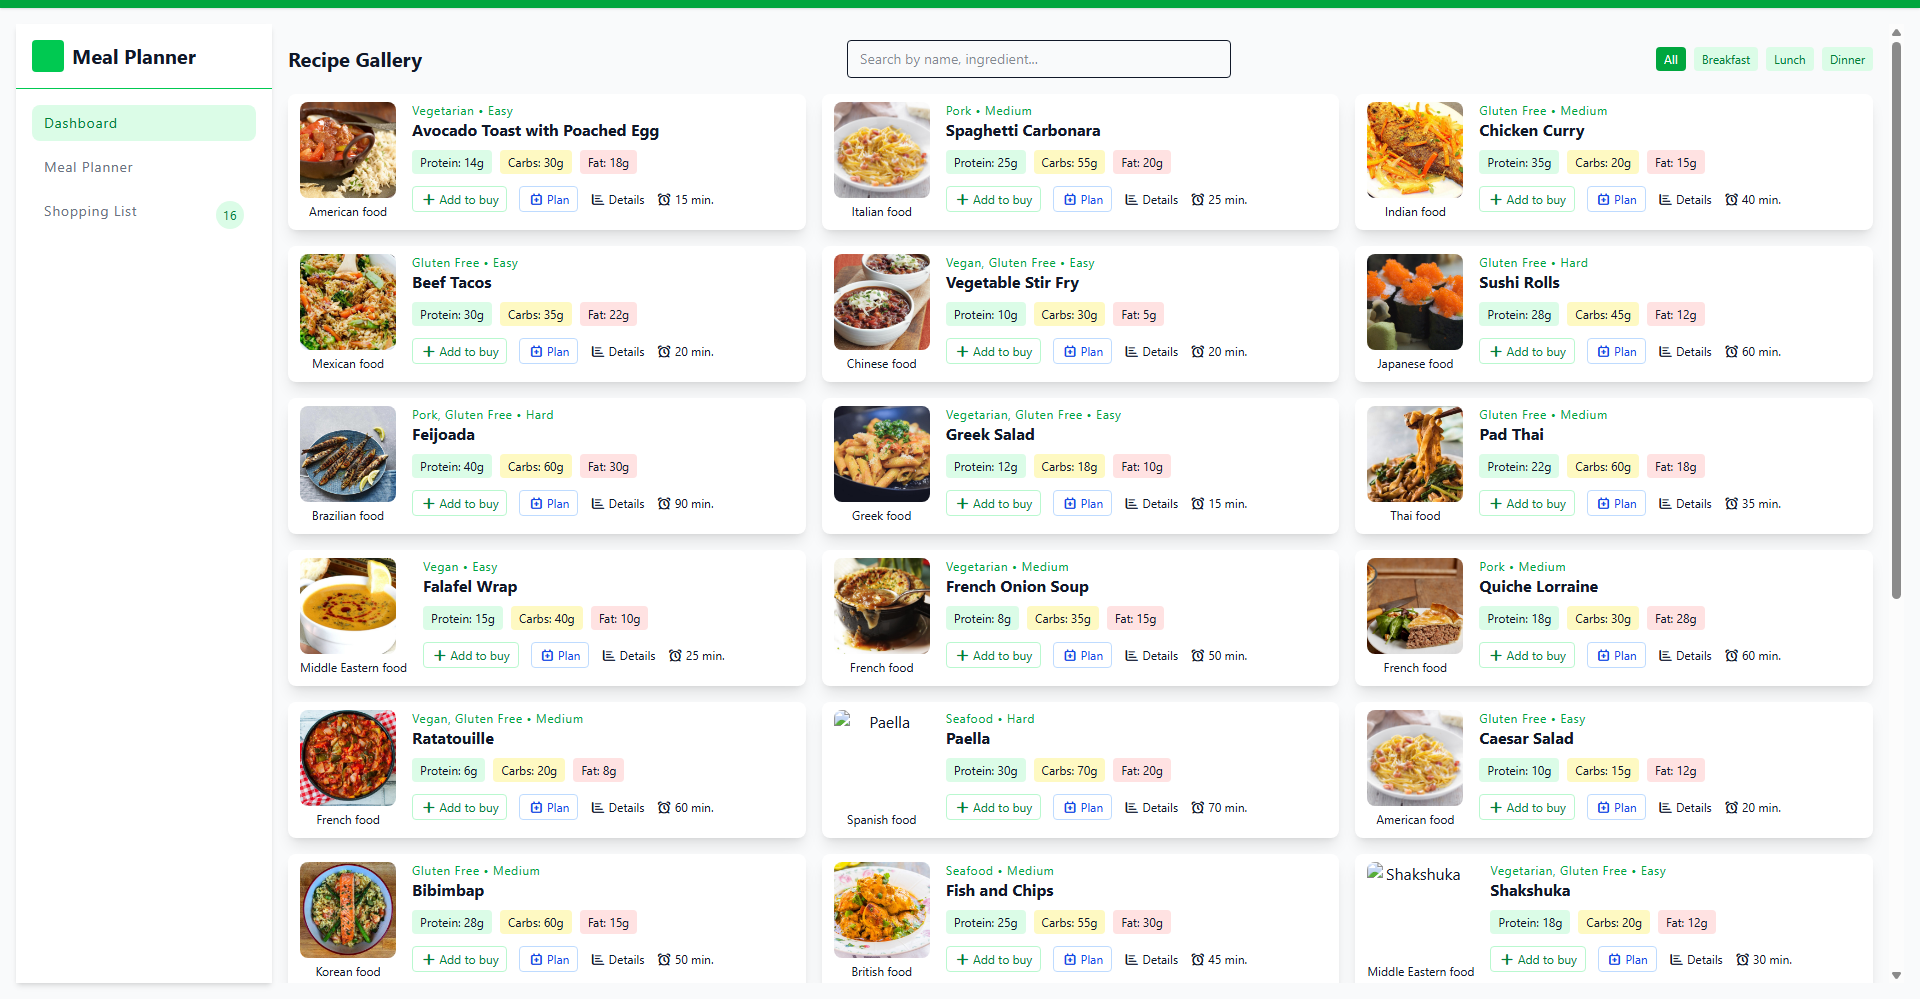 Meal Planner
Dashboard
Meal Planner
Shopping List
16
Recipe Gallery
Search by name, ingredient...
All
Breakfast
Lunch
Dinner
American food
Vegetarian • Easy
Avocado Toast with Poached Egg
Protein: 14g Carbs: 30g Fat: 18g
Add to buy Plan Details 15 min.
Italian food
Pork • Medium
Spaghetti Carbonara
Protein: 25g Carbs: 55g Fat: 20g
Add to buy Plan Details 25 min.
Indian food
Gluten Free • Medium
Chicken Curry
Protein: 35g Carbs: 20g Fat: 15g
Add to buy Plan Details 40 min.
Mexican food
Gluten Free • Easy
Beef Tacos
Protein: 30g Carbs: 35g Fat: 22g
Add to buy Plan Details 20 min.
Chinese food
Vegan, Gluten Free • Easy
Vegetable Stir Fry
Protein: 10g Carbs: 30g Fat: 5g
Add to buy Plan Details 20 min.
Japanese food
Gluten Free • Hard
Sushi Rolls
Protein: 28g Carbs: 45g Fat: 12g
Add to buy Plan Details 60 min.
Brazilian food
Pork, Gluten Free • Hard
Feijoada
Protein: 40g Carbs: 60g Fat: 30g
Add to buy Plan Details 90 min.
Greek food
Vegetarian, Gluten Free • Easy
Greek Salad
Protein: 12g Carbs: 18g Fat: 10g
Add to buy Plan Details 15 min.
Thai food
Gluten Free • Medium
Pad Thai
Protein: 22g Carbs: 60g Fat: 18g
Add to buy Plan Details 35 min.
Middle Eastern food
Vegan • Easy
Falafel Wrap
Protein: 15g Carbs: 40g Fat: 10g
Add to buy Plan Details 25 min.
French food
Vegetarian • Medium
French Onion Soup
Protein: 8g Carbs: 35g Fat: 15g
Add to buy Plan Details 50 min.
French food
Pork • Medium
Quiche Lorraine
Protein: 18g Carbs: 30g Fat: 28g
Add to buy Plan Details 60 min.
French food
Vegan, Gluten Free • Medium
Ratatouille
Protein: 6g Carbs: 20g Fat: 8g
Add to buy Plan Details 60 min.
Paella
Spanish food
Seafood • Hard
Paella
Protein: 30g Carbs: 70g Fat: 20g
Add to buy Plan Details 70 min.
American food
Gluten Free • Easy
Caesar Salad
Protein: 10g Carbs: 15g Fat: 12g
Add to buy Plan Details 20 min.
Korean food
Gluten Free • Medium
Bibimbap
Protein: 28g Carbs: 60g Fat: 15g
Add to buy Plan Details 50 min.
British food
Seafood • Medium
Fish and Chips
Protein: 25g Carbs: 55g Fat: 30g
Add to buy Plan Details 45 min.
Shakshuka
Middle Eastern food
Vegetarian, Gluten Free • Easy
Shakshuka
Protein: 18g Carbs: 20g Fat: 12g
Add to buy Plan Details 30 min.